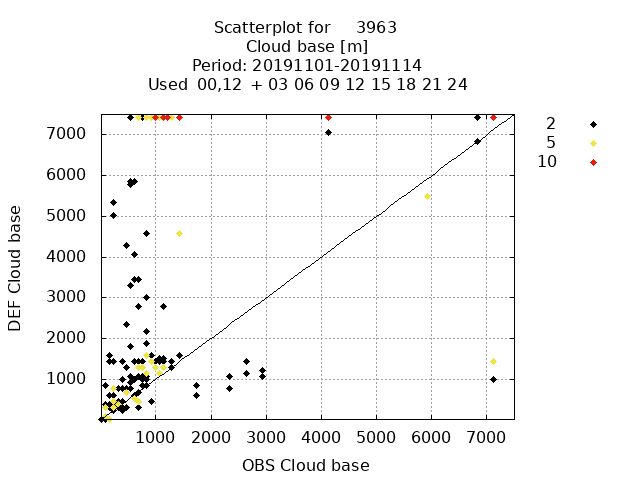 Scatterplot for 3963
Cloud base [m]
Period: 20191101-20191114
Used 00,12 + 03 06 09 12 15 18 21 24
2
5
10
7000
6000
5000
4000
3000
2000
1000
DEF Cloud base
1000 2000 3000 4000 5000 6000 7000
OBS Cloud base